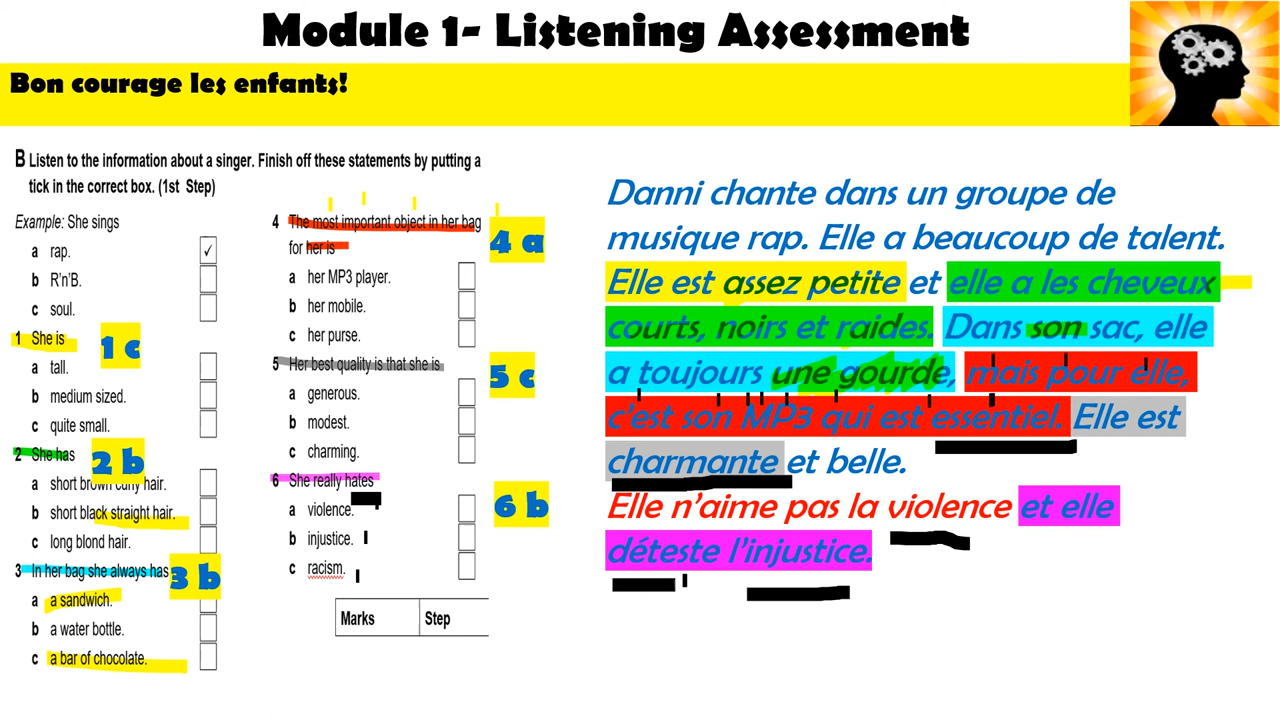 Module 1- Listening Assessment
Bon courage les enfants!
B Listen to the information about a singer. Finish off these statements by putting a
tick in the correct box. (1st Step)
Example: She sings
a rap. ✓
b R'n'B.
c soul.
1 She is
1 c
a tall.
b medium sized.
c quite small.
2 She has
2 b
a short brown curly hair.
b short black straight hair.
c long blond hair.
3 In her bag she always has
3 b
a a sandwich.
b a water bottle.
c a bar of chocolate.
4 The most important object in her bag
for her is
4 a
a her MP3 player.
b her mobile.
c her purse.
5 Her best quality is that she is
5 c
a generous.
b modest.
c charming.
6 She really hates
6 b
a violence.
b injustice.
c racism.
Marks Step
Danni chante dans un groupe de
musique rap. Elle a beaucoup de talent.
Elle est assez petite et elle a les cheveux
courts, noirs et raides. Dans son sac, elle
a toujours une gourde, mais pour elle,
c'est son MP3 qui est essentiel. Elle est
charmante et belle.
Elle n'aime pas la violence et elle
déteste l'injustice.